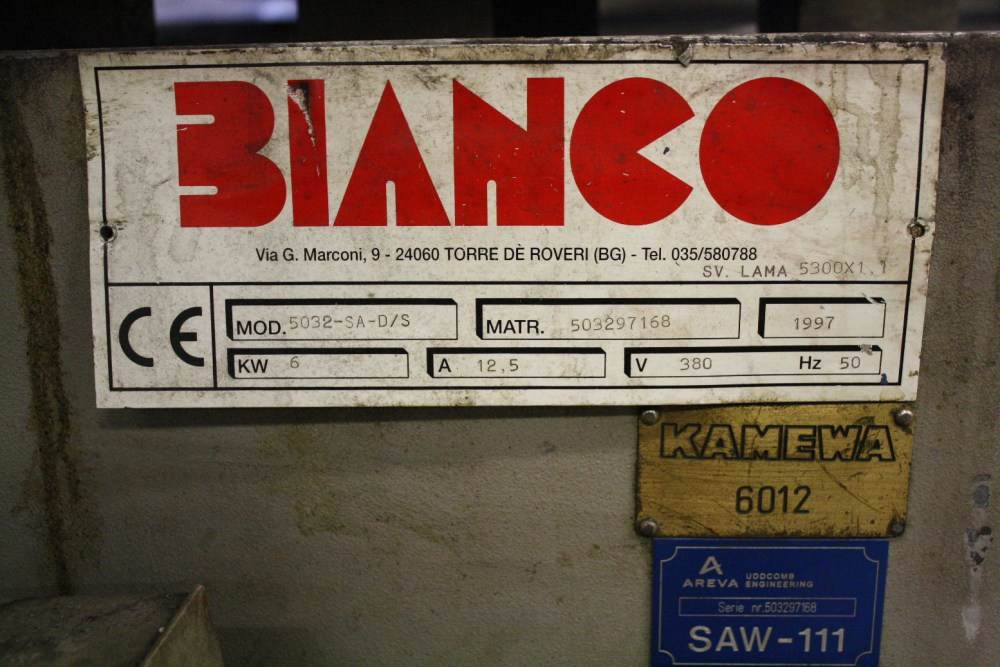 BIANCO
Via G. Marconi, 9 - 24060 TORRE DÈ ROVERI (BG) - Tel. 035/580788
SV. LAMA 5300X1,1
CE
MOD. 5032-SA-D/S MATR. 503297168 1997
KW 6 A 12,5 V 380 Hz 50
KAMEWA
6012
A
AREVA UDDCOMB ENGINEERING
Serie nr.503297168
SAW-111